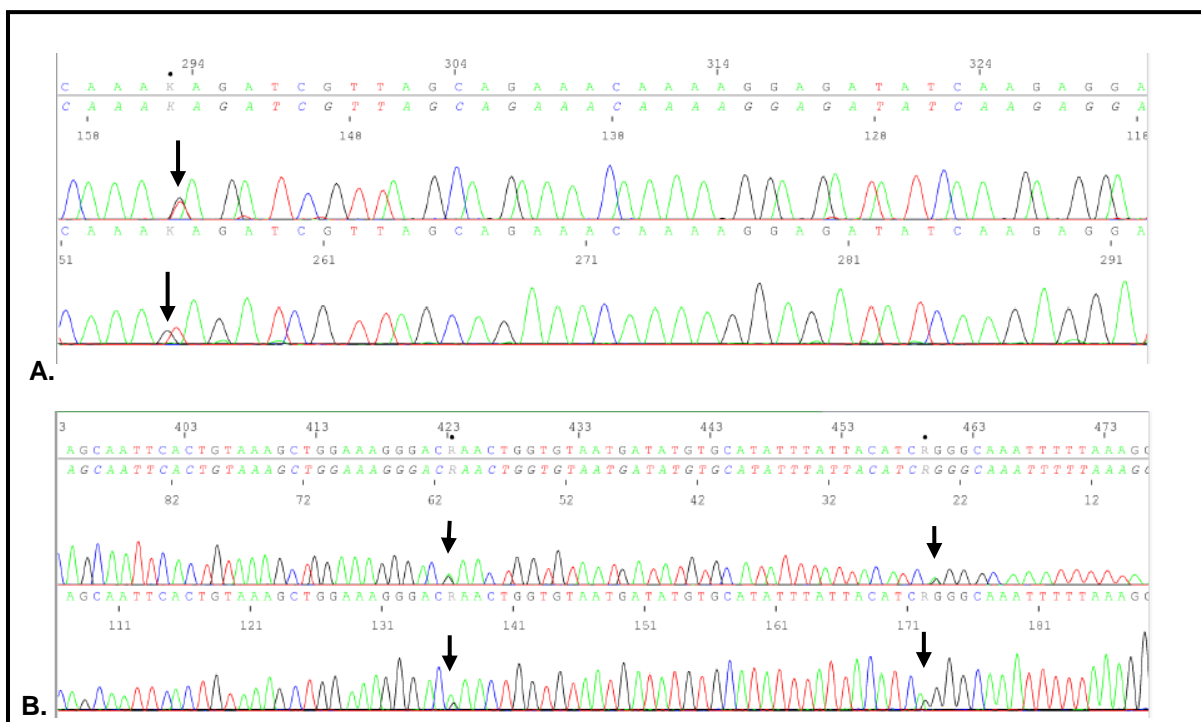 294 304 314 324
C A A A K A G A T C G T T A G C A G A A A C A A A A G G A G A T A T C A A G A G G A
C A A A K A G A T C G T T A G C A G A A A C A A A A G G A G A T A T C A A G A G G A
158 148 138 128 118
C A A A K A G A T C G T T A G C A G A A A C A A A A G G A G A T A T C A A G A G G A
51 261 271 281 291
A.
3 403 413 423 433 443 453 463 473
AGCAATTCACTGTAAAGCTGGAAAGGGACRAACTGGTGTAATGATATGTGCATATTTATTACATCRGGGCAAATTTTTAAAGC
AGCAATTCACTGTAAAGCTGGAAAGGGACRAACTGGTGTAATGATATGTGCATATTTATTACATCRGGGCAAATTTTTAAAGC
82 72 62 52 42 32 22 12
AGCAATTCACTGTAAAGCTGGAAAGGGACRAACTGGTGTAATGATATGTGCATATTTATTACATCRGGGCAAATTTTTAAAGC
111 121 131 141 151 161 171 181
B.